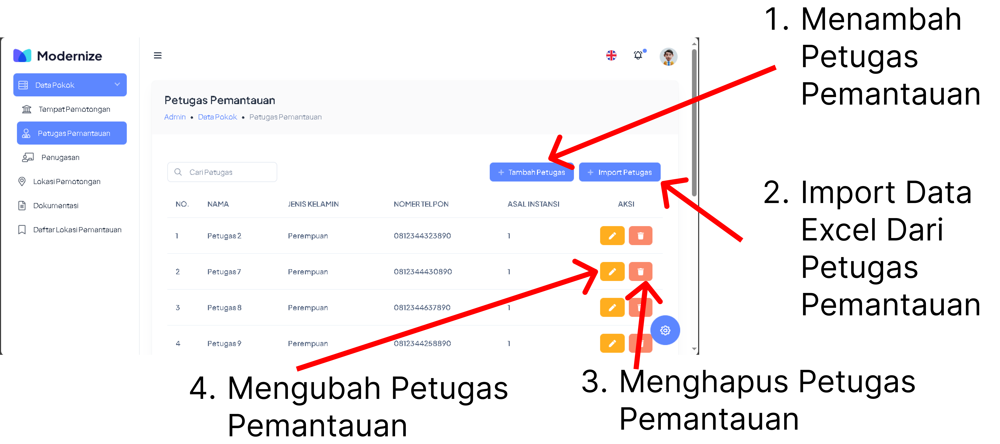 1. Menambah
Petugas
Pemantauan
Modernize
Data Pokok
Tempat Pemotongan
Petugas Pemantauan
Penugasan
Lokasi Pemotongan
Dokumentasi
Daftar Lokasi Pemantauan
Petugas Pemantauan
Admin • Data Pokok • Petugas Pemantauan
Cari Petugas
+ Tambah Petugas
+ Import Petugas
NO. NAMA JENIS KELAMIN NOMER TELPON ASAL INSTANSI AKSI
1 Petugas 2 Perempuan 0812344323890 1
2 Petugas 7 Perempuan 0812344430890 1
3 Petugas 8 Perempuan 0812344637890 1
4 Petugas 9 Perempuan 0812344258890 1
2. Import Data
Excel Dari
Petugas
Pemantauan
3. Menghapus Petugas
Pemantauan
4. Mengubah Petugas
Pemantauan